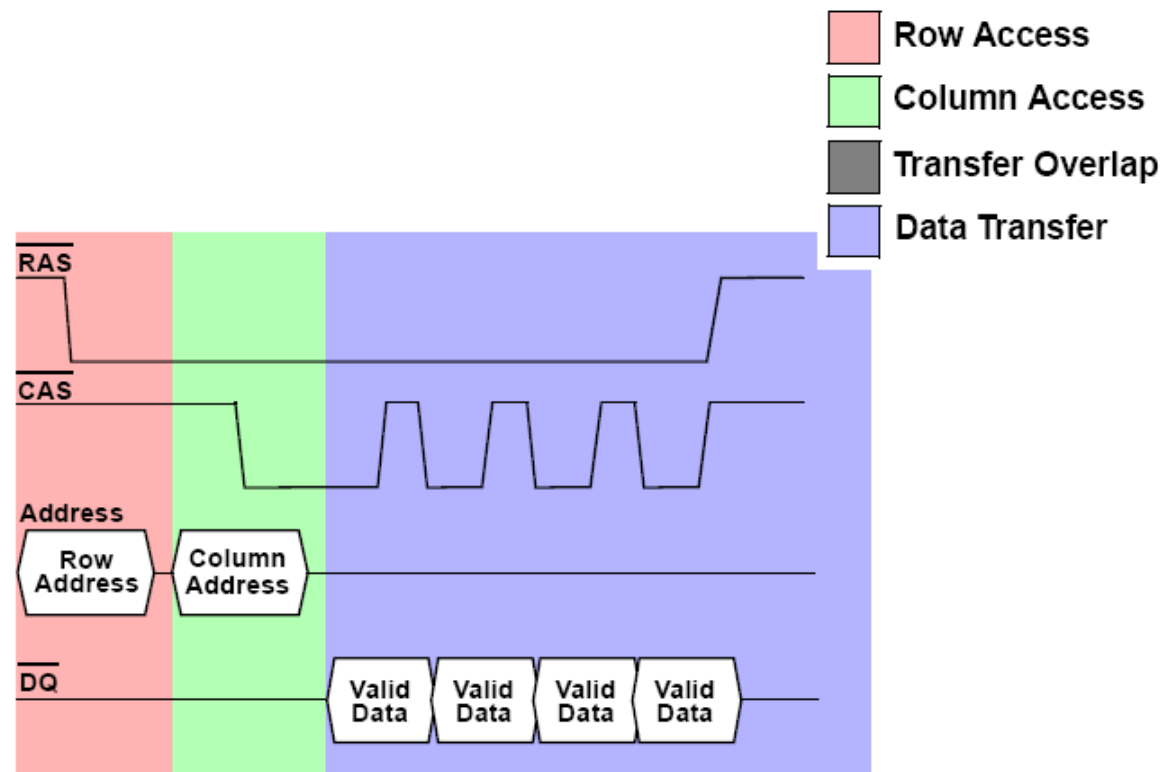 Row Access
Column Access
Transfer Overlap
Data Transfer
RAS
CAS
Address
Row
Address
Column
Address
DQ
Valid
Data
Valid
Data
Valid
Data
Valid
Data